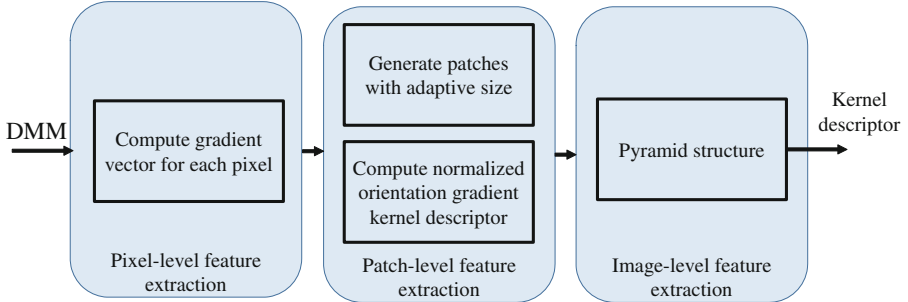 DMM
Compute gradient
vector for each pixel
Pixel-level feature
extraction
Generate patches
with adaptive size
Compute normalized
orientation gradient
kernel descriptor
Patch-level feature
extraction
Pyramid structure
Image-level feature
extraction
Kernel
descriptor